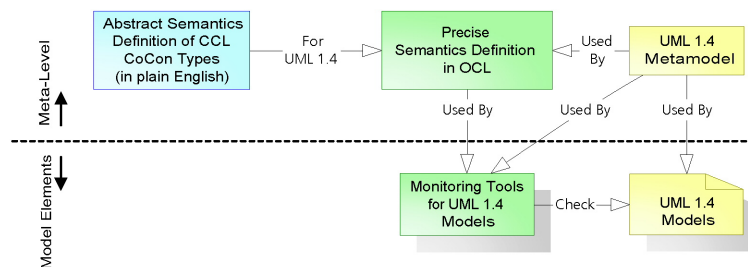 Abstract Semantics
Definition of CCL
CoCon Types
(in plain English)
For
UML 1.4
Precise
Semantics Definition
in OCL
Used
By
UML 1.4
Metamodel
Meta-Level
Used By
Used By
Used By
Model Elements
Monitoring Tools
for UML 1.4
Models
Check
UML 1.4
Models